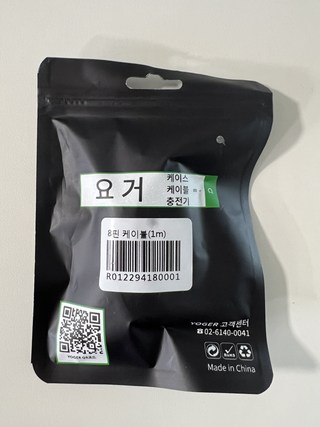 요거
케이스
케이블
충전기
8핀 케이블(1m)
R012294180001
YOGER 고객센터
☎02-6140-0041
RoHS
Made in China